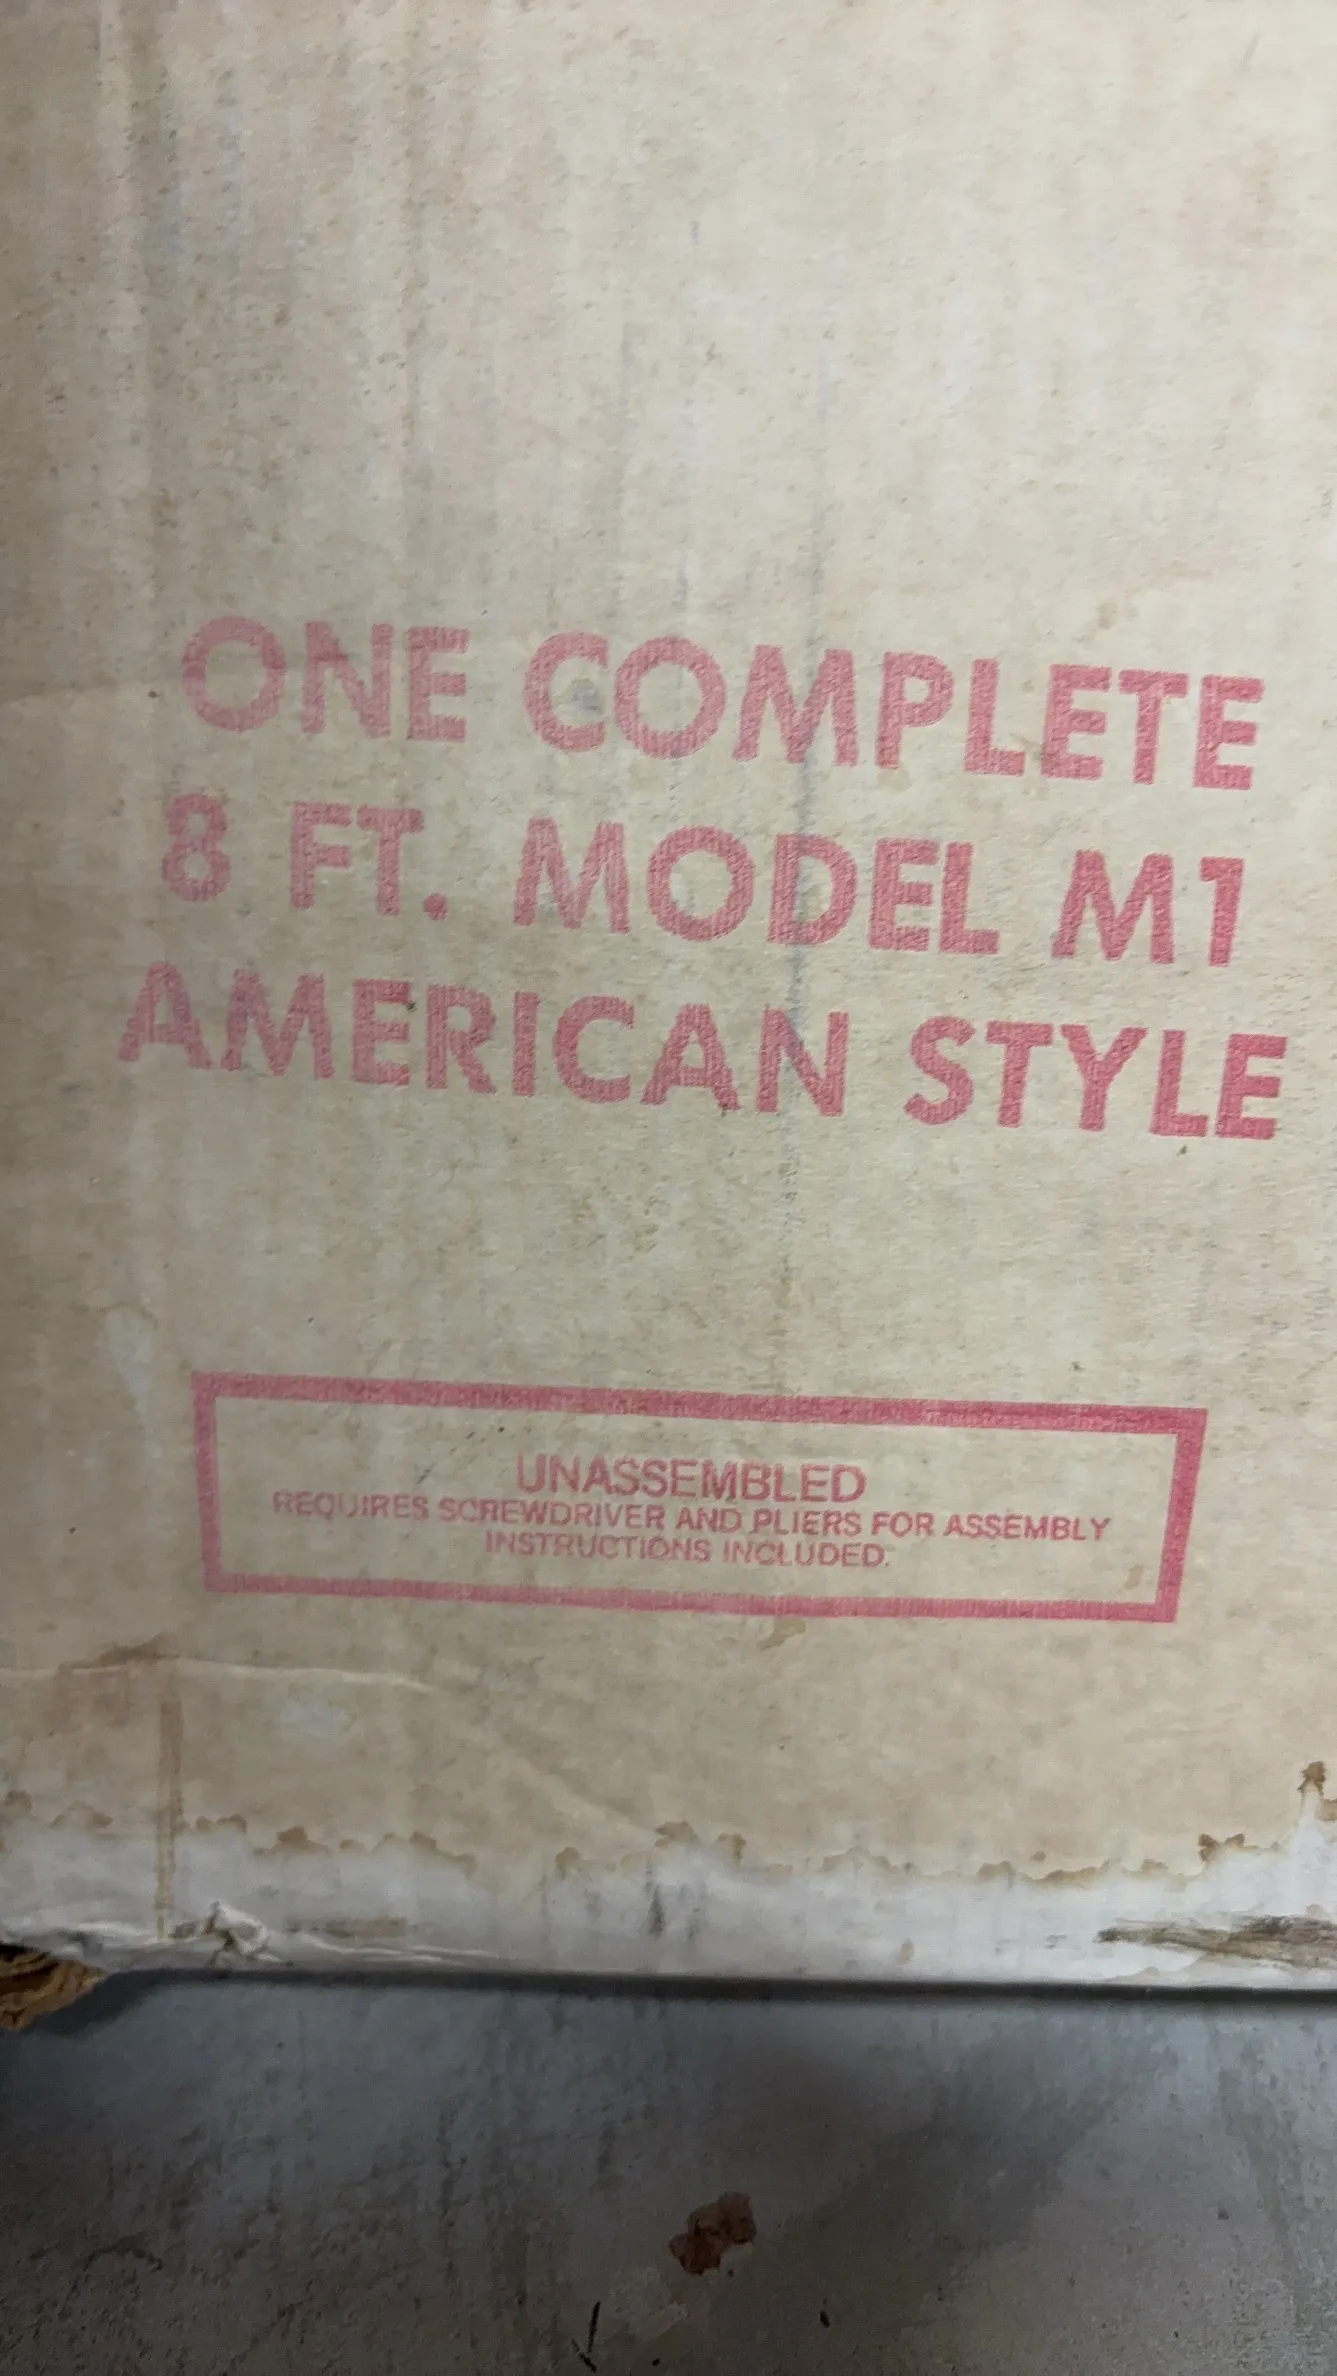 ONE COMPLETE
8 FT. MODEL M1
AMERICAN STYLE
UNASSEMBLED
REQUIRES SCREWDRIVER AND PLIERS FOR ASSEMBLY
INSTRUCTIONS INCLUDED.